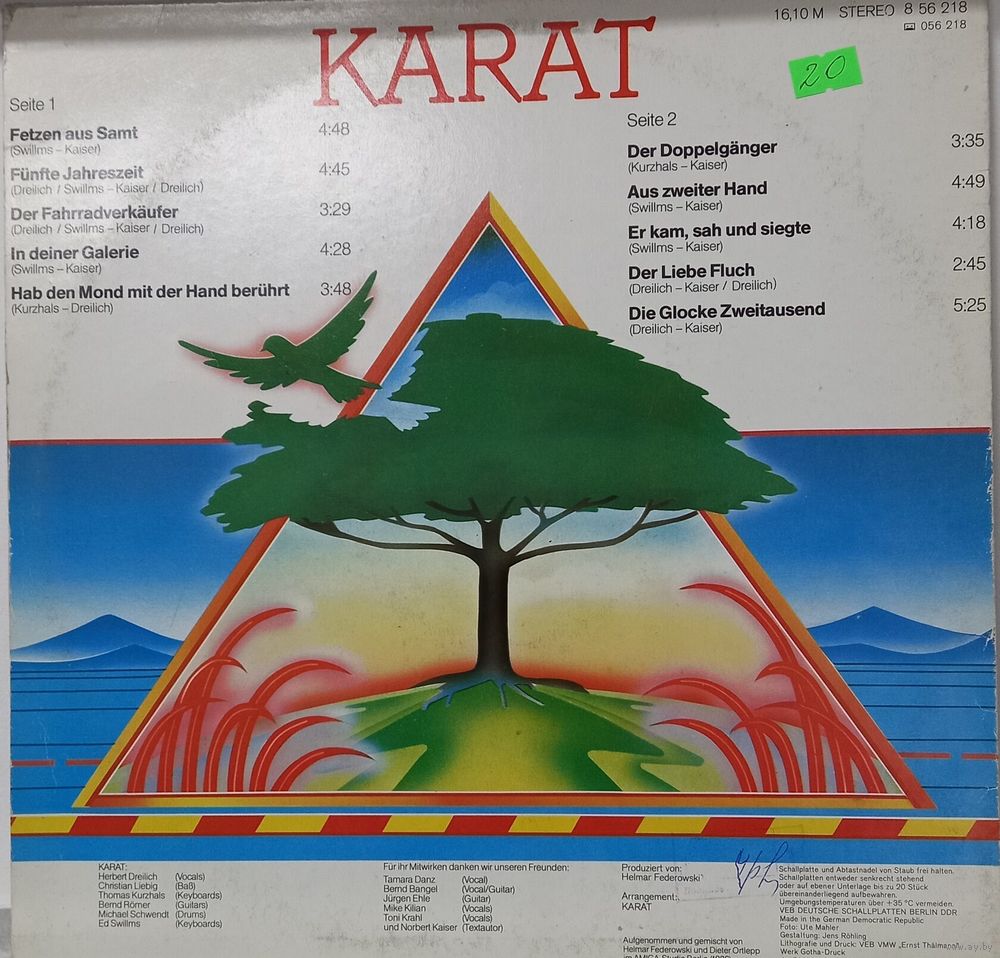 KARAT
16,10 M STEREO 8 56 218
056 218
20
Seite 1
Fetzen aus Samt 4:48
(Swillms – Kaiser)
Fünfte Jahreszeit 4:45
(Dreilich / Swillms – Kaiser / Dreilich)
Der Fahrradverkäufer 3:29
(Dreilich / Swillms – Kaiser / Dreilich)
In deiner Galerie 4:28
(Swillms – Kaiser)
Hab den Mond mit der Hand berührt 3:48
(Kurzhals – Dreilich)
Seite 2
Der Doppelgänger 3:35
(Kurzhals – Kaiser)
Aus zweiter Hand 4:49
(Swillms – Kaiser)
Er kam, sah und siegte 4:18
(Swillms – Kaiser)
Der Liebe Fluch 2:45
(Dreilich – Kaiser / Dreilich)
Die Glocke Zweitausend 5:25
(Dreilich – Kaiser)
KARAT:
Herbert Dreilich (Vocals)
Christian Liebig (Baß)
Thomas Kurzhals (Keyboards)
Bernd Römer (Guitars)
Michael Schwendt (Drums)
Ed Swillms (Keyboards)
Für ihr Mitwirken danken wir unseren Freunden:
Tamara Danz (Vocal)
Bernd Bangel (Vocal/Guitar)
Jürgen Ehle (Guitar)
Mike Kilian (Vocals)
Toni Krahl (Vocals)
und Norbert Kaiser (Textautor)
Produziert von:
Helmar Federowski
Arrangement:
KARAT
Aufgenommen und gemischt von
Helmar Federowski und Dieter Ortlepp
im AMIGA Studio Berlin
Schallplatte und Abtastnadel von Staub frei halten.
Schallplatten entweder senkrecht stehend
oder auf ebener Unterlage bis zu 20 Stück
übereinanderliegend aufbewahren.
Umgebungstemperaturen über +35 °C vermeiden.
VEB DEUTSCHE SCHALLPLATTEN BERLIN DDR
Made in the German Democratic Republic
Foto: Ute Mahler
Gestaltung: Jens Röhling
Lithografie und Druck: VEB VMW „Ernst Thälmann"
Werk Gotha-Druck